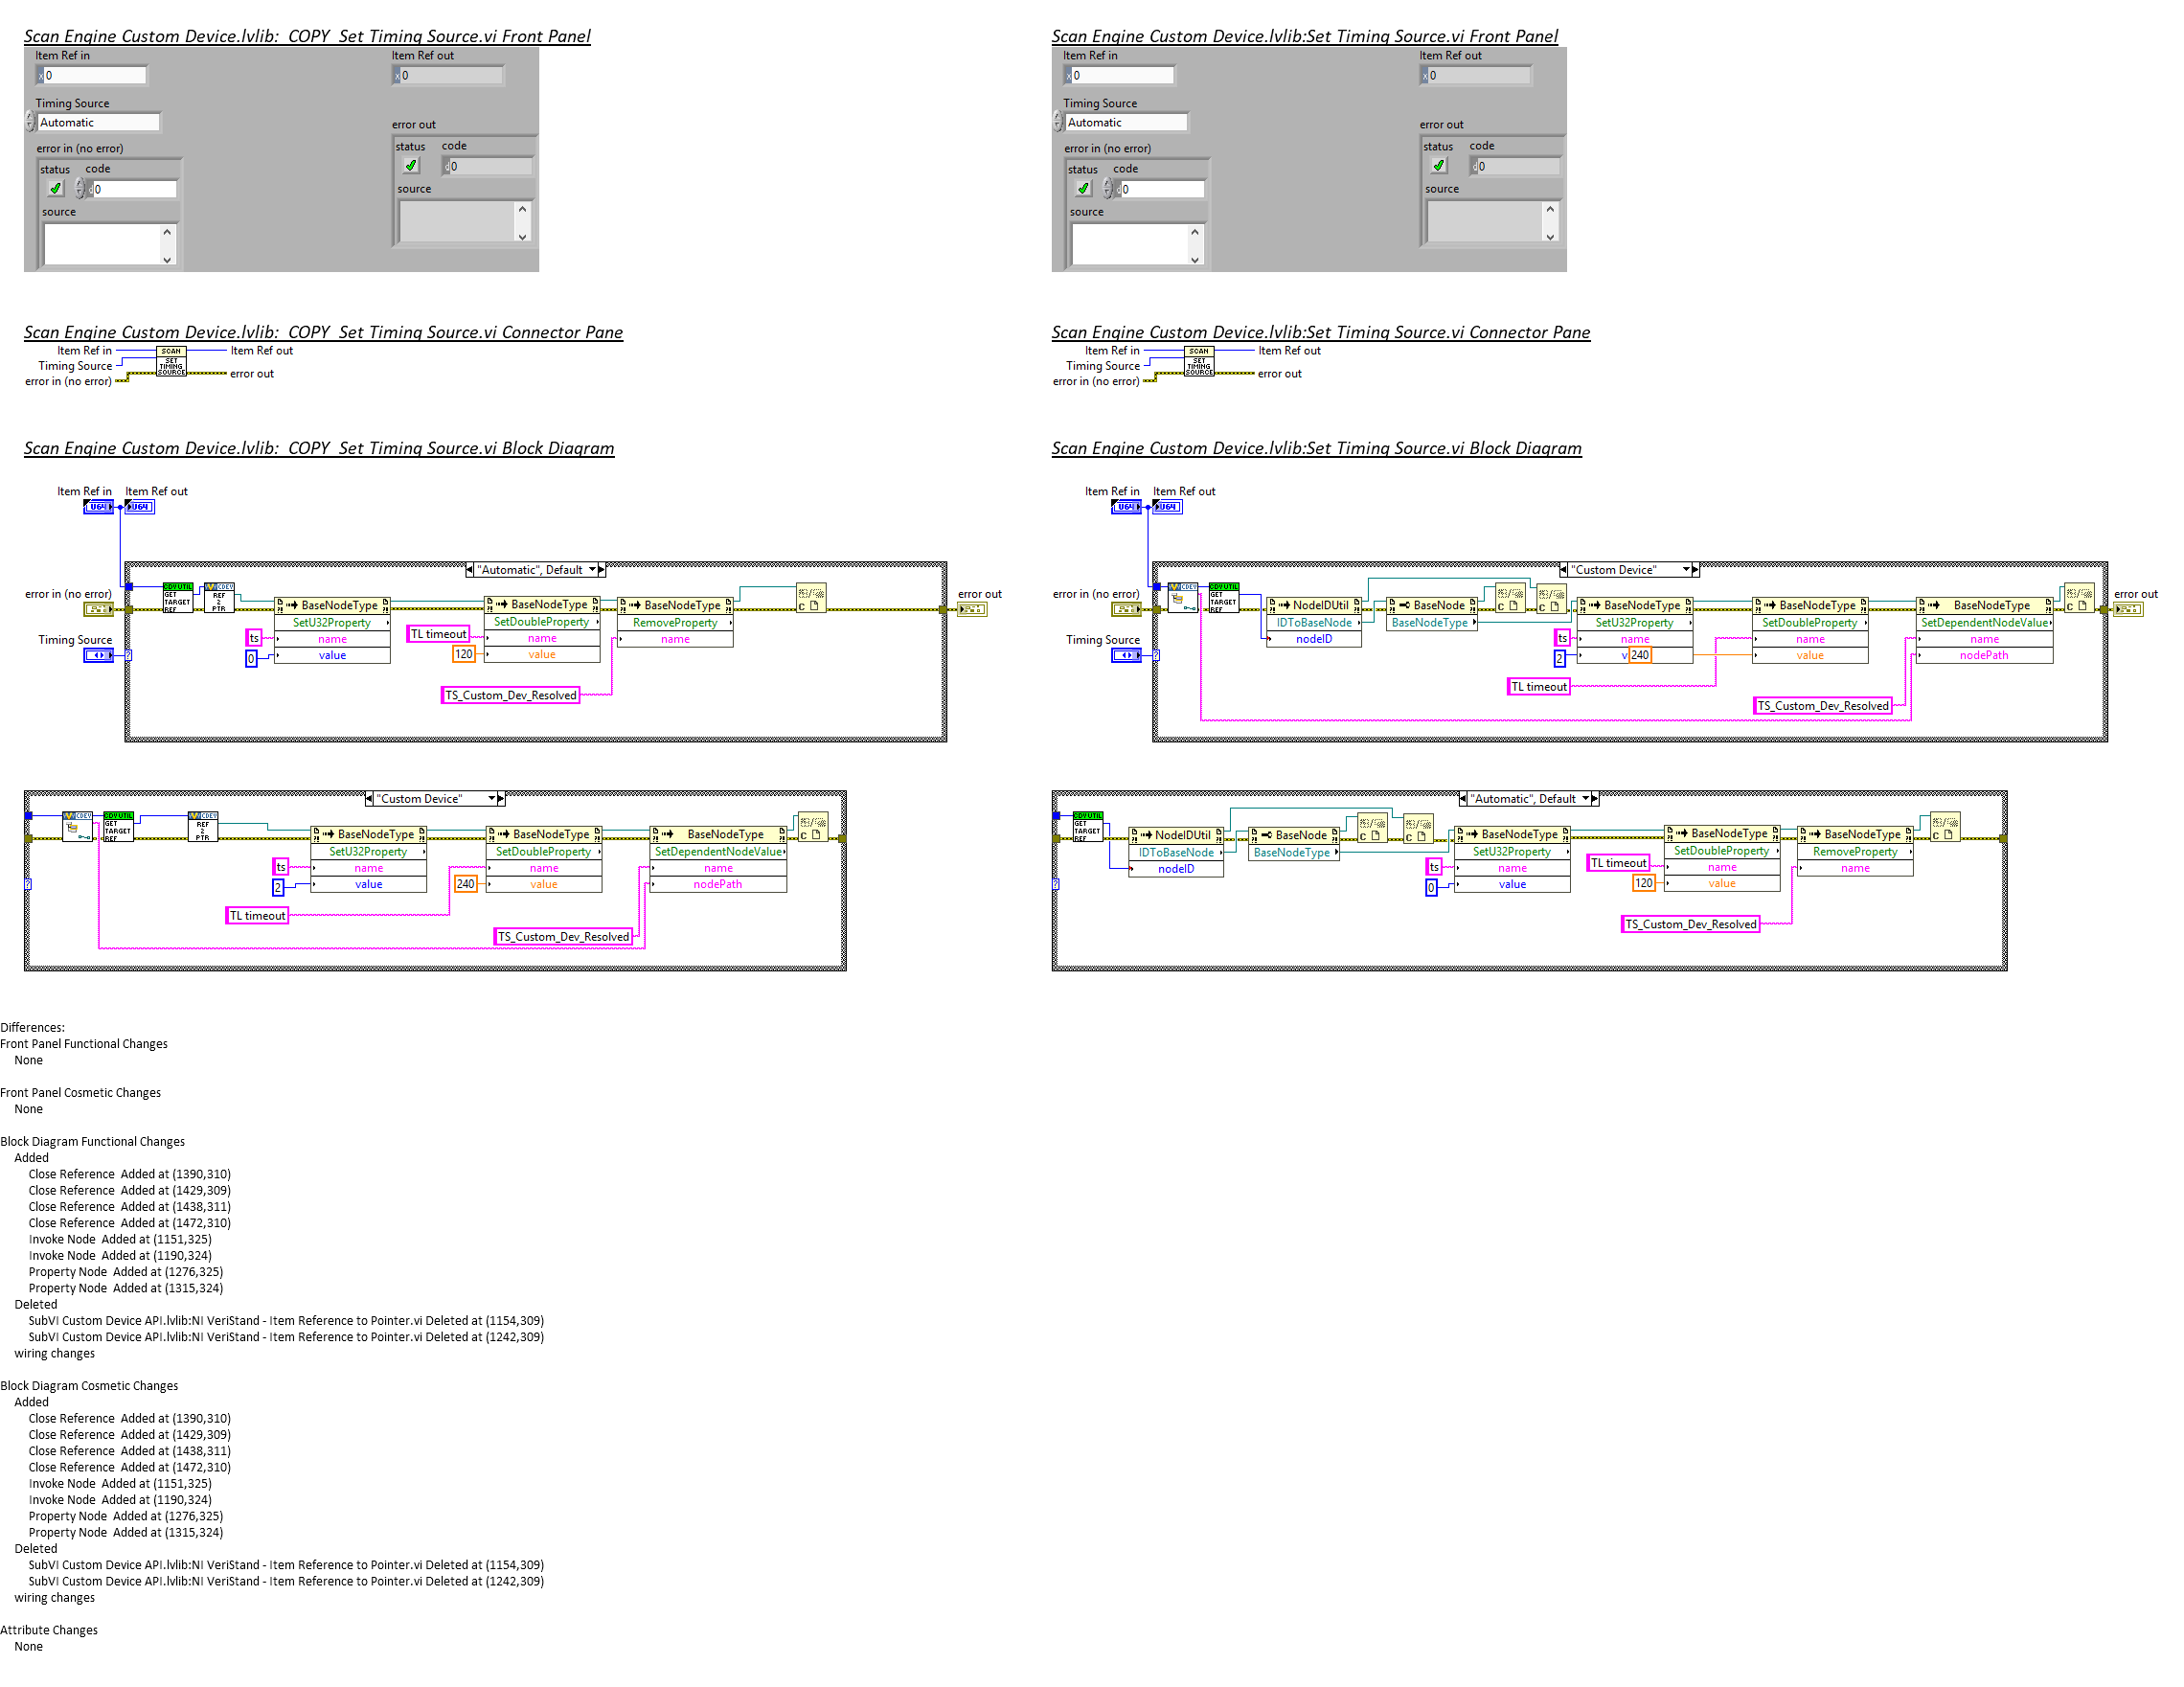 Scan Engine Custom Device.lvlib:  COPY  Set Timing Source.vi Front Panel
Item Ref in
x 0
Item Ref out
x 0
Timing Source
Automatic
error in (no error)
status code
d 0
source
error out
status code
d 0
source
Scan Engine Custom Device.lvlib:Set Timing Source.vi Front Panel
Item Ref in
x 0
Item Ref out
x 0
Timing Source
Automatic
error in (no error)
status code
d 0
source
error out
status code
d 0
source
Scan Engine Custom Device.lvlib:  COPY  Set Timing Source.vi Connector Pane
Item Ref in
Timing Source
error in (no error)
SCAN
SET
TIMING
SOURCE
Item Ref out
error out
Scan Engine Custom Device.lvlib:Set Timing Source.vi Connector Pane
Item Ref in
Timing Source
error in (no error)
SCAN
SET
TIMING
SOURCE
Item Ref out
error out
Scan Engine Custom Device.lvlib:  COPY  Set Timing Source.vi Block Diagram
Item Ref in Item Ref out
U64 U64
"Automatic", Default
error in (no error)
Timing Source
CDV UTIL
GET
TARGET
REF
CDEV
REF
2
PTR
BaseNodeType
SetU32Property
name
value
ts
0
BaseNodeType
SetDoubleProperty
name
value
TL timeout
120
BaseNodeType
RemoveProperty
name
TS_Custom_Dev_Resolved
error out
"Custom Device"
CDEV
CDV UTIL
GET
TARGET
REF
CDEV
REF
2
PTR
BaseNodeType
SetU32Property
name
value
ts
2
BaseNodeType
SetDoubleProperty
name
value
240
TL timeout
BaseNodeType
SetDependentNodeValue
name
nodePath
TS_Custom_Dev_Resolved
Scan Engine Custom Device.lvlib:Set Timing Source.vi Block Diagram
Item Ref in Item Ref out
U64 U64
"Custom Device"
error in (no error)
Timing Source
CDEV
CDV UTIL
GET
TARGET
REF
NodeIDUtil
IDToBaseNode
nodeID
BaseNode
BaseNodeType
BaseNodeType
SetU32Property
name
v
ts
2
240
BaseNodeType
SetDoubleProperty
name
value
TL timeout
BaseNodeType
SetDependentNodeValue
name
nodePath
TS_Custom_Dev_Resolved
error out
"Automatic", Default
CDV UTIL
GET
TARGET
REF
NodeIDUtil
IDToBaseNode
nodeID
BaseNode
BaseNodeType
BaseNodeType
SetU32Property
name
value
ts
0
BaseNodeType
SetDoubleProperty
name
value
TL timeout
120
BaseNodeType
RemoveProperty
name
TS_Custom_Dev_Resolved
Differences:
Front Panel Functional Changes
None
Front Panel Cosmetic Changes
None
Block Diagram Functional Changes
Added
Close Reference  Added at (1390,310)
Close Reference  Added at (1429,309)
Close Reference  Added at (1438,311)
Close Reference  Added at (1472,310)
Invoke Node  Added at (1151,325)
Invoke Node  Added at (1190,324)
Property Node  Added at (1276,325)
Property Node  Added at (1315,324)
Deleted
SubVI Custom Device API.lvlib:NI VeriStand - Item Reference to Pointer.vi Deleted at (1154,309)
SubVI Custom Device API.lvlib:NI VeriStand - Item Reference to Pointer.vi Deleted at (1242,309)
wiring changes
Block Diagram Cosmetic Changes
Added
Close Reference  Added at (1390,310)
Close Reference  Added at (1429,309)
Close Reference  Added at (1438,311)
Close Reference  Added at (1472,310)
Invoke Node  Added at (1151,325)
Invoke Node  Added at (1190,324)
Property Node  Added at (1276,325)
Property Node  Added at (1315,324)
Deleted
SubVI Custom Device API.lvlib:NI VeriStand - Item Reference to Pointer.vi Deleted at (1154,309)
SubVI Custom Device API.lvlib:NI VeriStand - Item Reference to Pointer.vi Deleted at (1242,309)
wiring changes
Attribute Changes
None